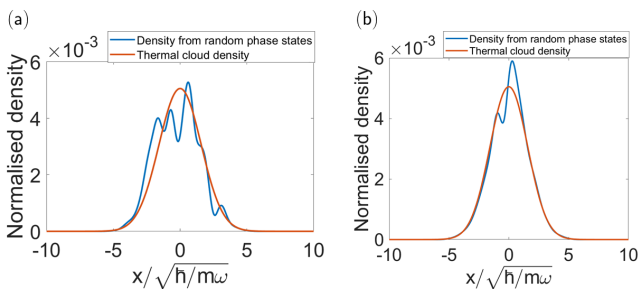 (a)
×10⁻³
Density from random phase states
Thermal cloud density
Normalised density
6
4
2
0
-10 -5 0 5 10
x/√ħ/mω
(b)
×10⁻³
Density from random phase states
Thermal cloud density
Normalised density
6
4
2
0
-10 -5 0 5 10
x/√ħ/mω